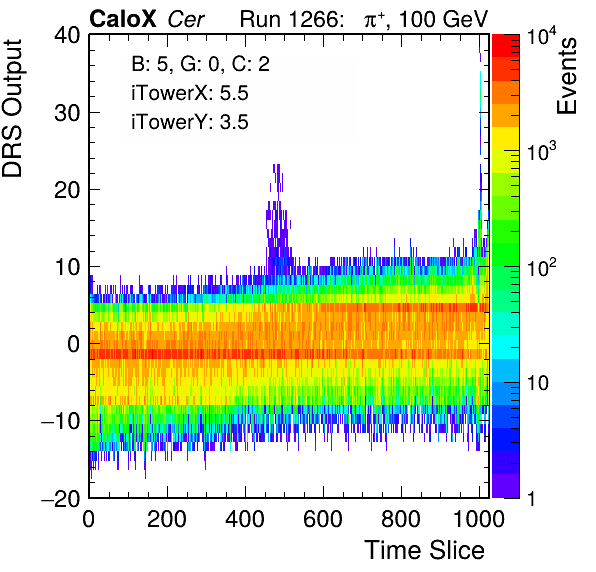 CaloX Cer Run 1266: π⁺, 100 GeV
B: 5, G: 0, C: 2
iTowerX: 5.5
iTowerY: 3.5
DRS Output
40
30
20
10
0
−10
−20
0 200 400 600 800 1000
Time Slice
Events
10⁴
10³
10²
10
1